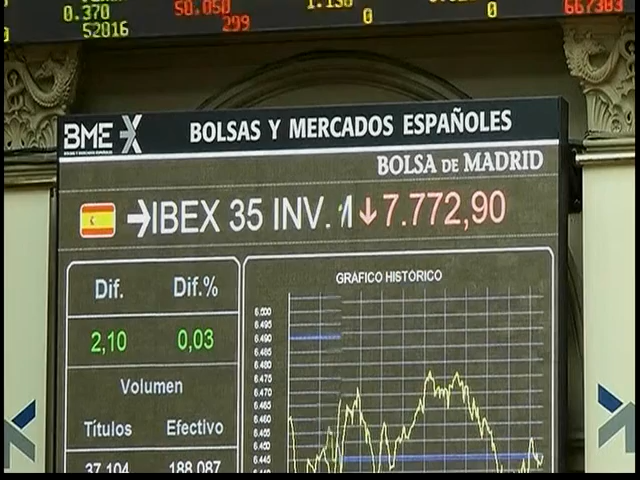 0.370
52016
50.050
299
0
0
667383
BME X BOLSAS Y MERCADOS ESPAÑOLES
BOLSAS Y MERCADOS ESPAÑOLES
BOLSA DE MADRID
IBEX 35 INV. 1 ↓7.772,90
Dif. Dif.%
2,10 0,03
Volumen
Títulos Efectivo
37.104 188.087
GRAFICO HISTÓRICO
6.500
6.495
6.490
6.485
6.480
6.475
6.470
6.465
6.460
6.455
6.450
6.445